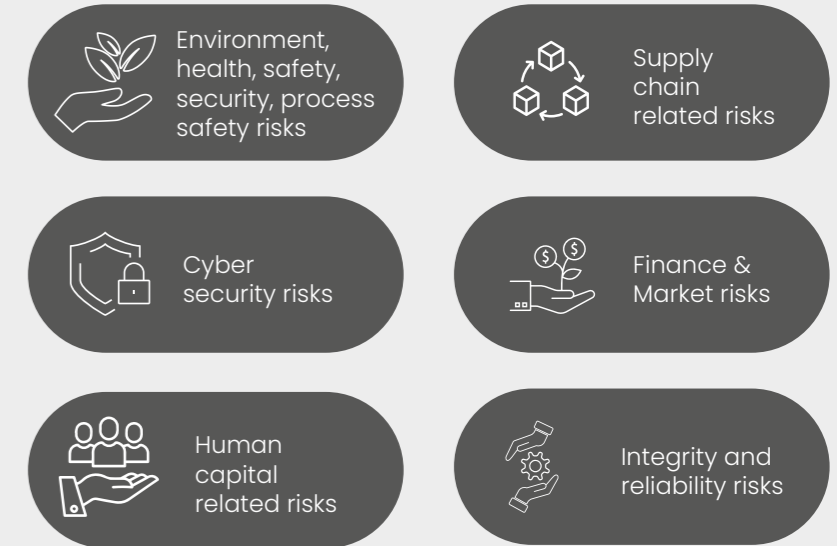 Environment,
health, safety,
security, process
safety risks
Supply
chain
related risks
Cyber
security risks
$ $
Finance &
Market risks
Human
capital
related risks
Integrity and
reliability risks